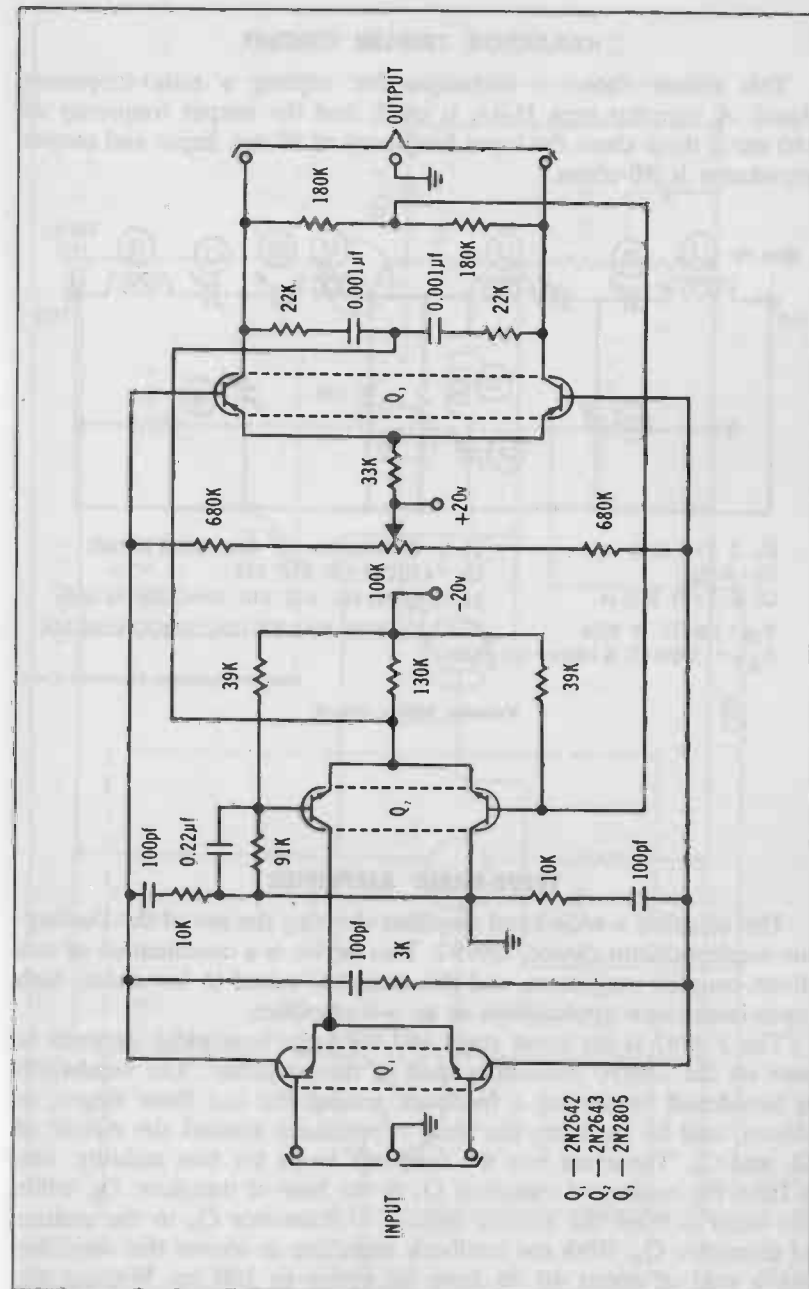 INPUT
OUTPUT
100pf
10K
0.22µf
91K
39K
680K
22K
0.001µf
180K
Q₁
100pf
3K
Q₂
130K
−20v
100K
+20v
33K
Q₃
10K
100pf
39K
680K
0.001µf
22K
180K
Q₁ — 2N2642
Q₂ — 2N2643
Q₃ — 2N2805